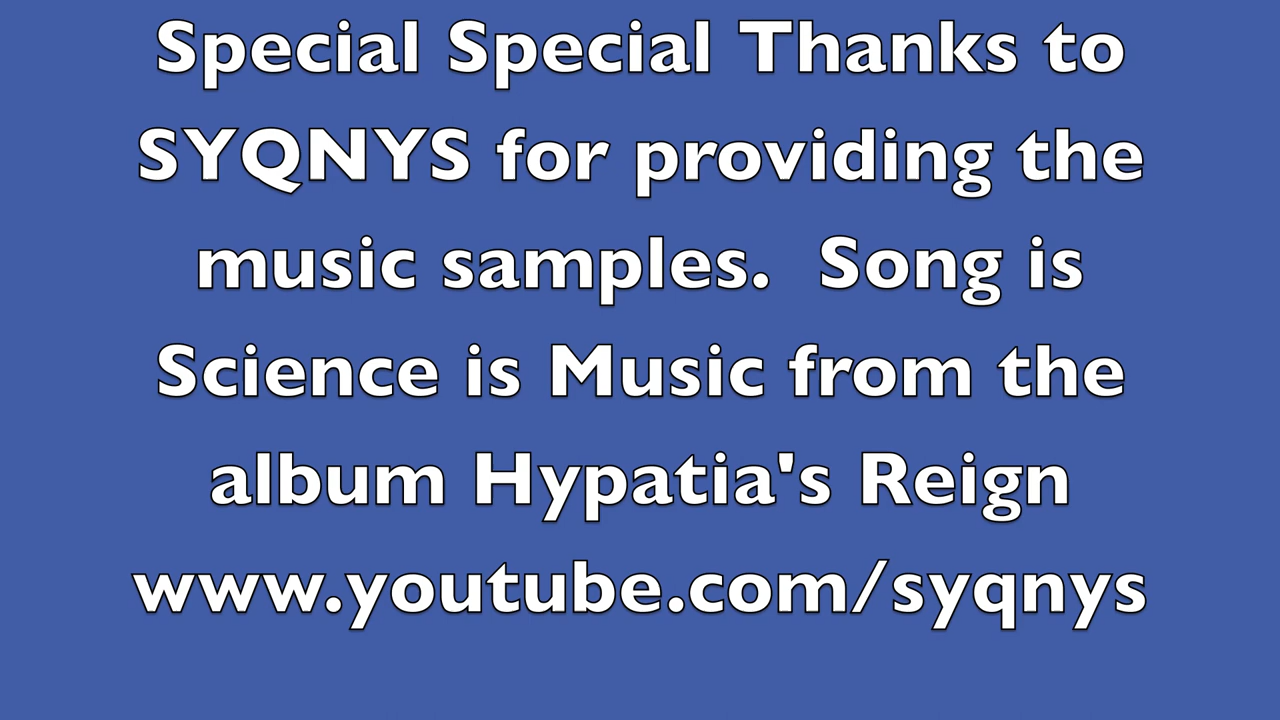 Special Special Thanks to
SYQNYS for providing the
music samples.  Song is
Science is Music from the
album Hypatia's Reign
www.youtube.com/syqnys